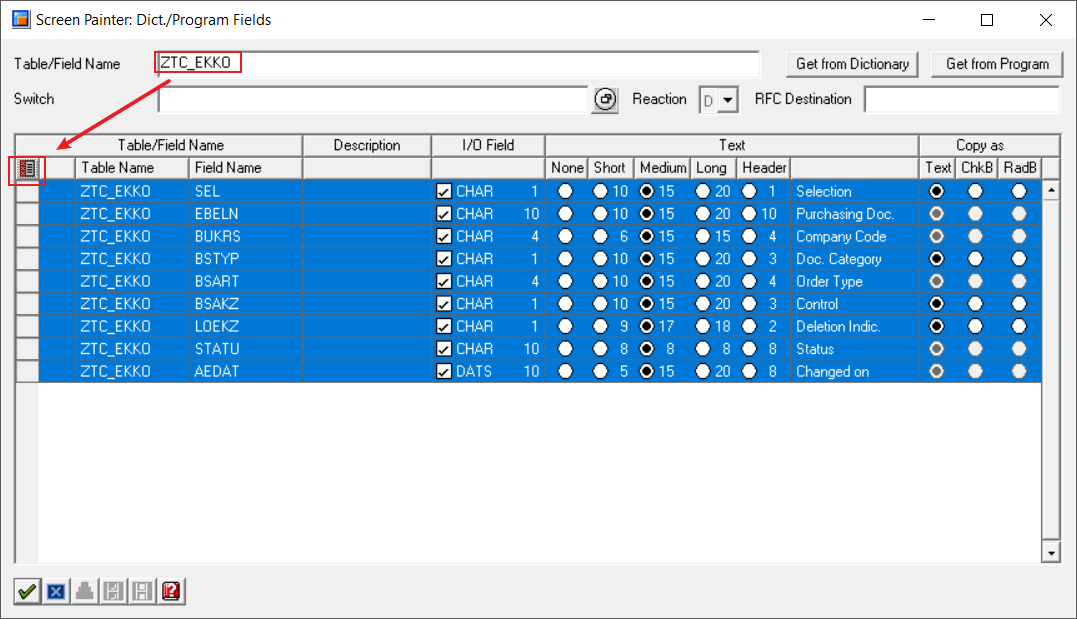 Screen Painter: Dict./Program Fields
Table/Field Name ZTC_EKKO Get from Dictionary Get from Program
Switch Reaction D RFC Destination
Table/Field Name Description I/O Field Text Copy as
Table Name Field Name None Short Medium Long Header Text ChkB RadB
ZTC_EKKO SEL CHAR 1 10 15 20 1 Selection
ZTC_EKKO EBELN CHAR 10 10 15 20 10 Purchasing Doc.
ZTC_EKKO BUKRS CHAR 4 6 15 15 4 Company Code
ZTC_EKKO BSTYP CHAR 1 10 15 20 3 Doc. Category
ZTC_EKKO BSART CHAR 4 10 15 20 4 Order Type
ZTC_EKKO BSAKZ CHAR 1 10 15 20 3 Control
ZTC_EKKO LOEKZ CHAR 1 9 17 18 2 Deletion Indic.
ZTC_EKKO STATU CHAR 10 8 8 8 8 Status
ZTC_EKKO AEDAT DATS 10 5 15 20 8 Changed on